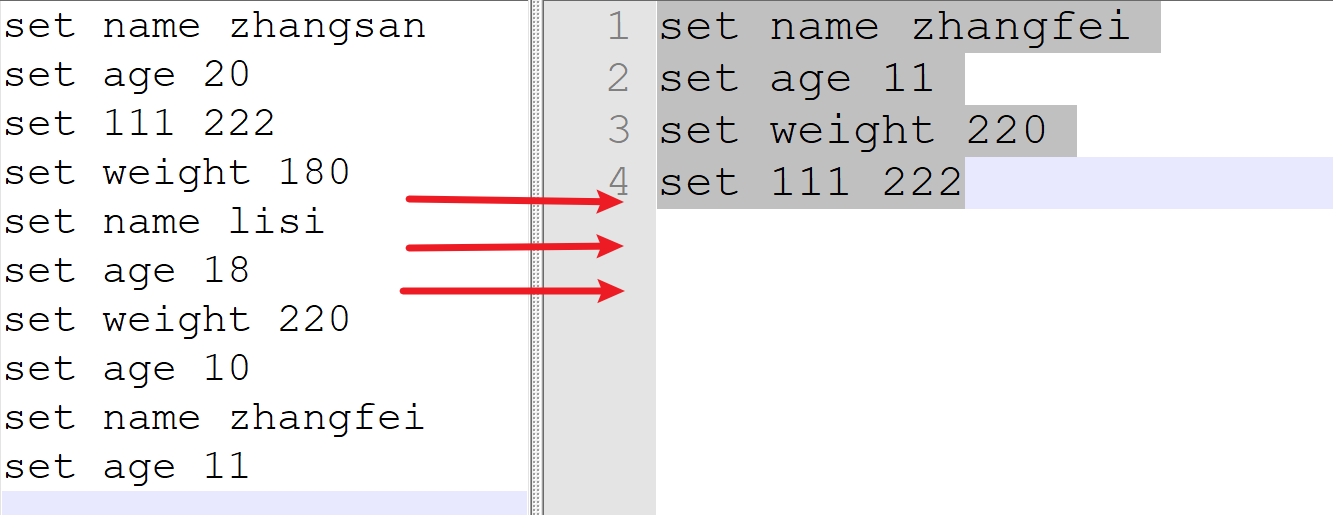 set name zhangsan
set age 20
set 111 222
set weight 180
set name lisi
set age 18
set weight 220
set age 10
set name zhangfei
set age 11
1 set name zhangfei
2 set age 11
3 set weight 220
4 set 111 222